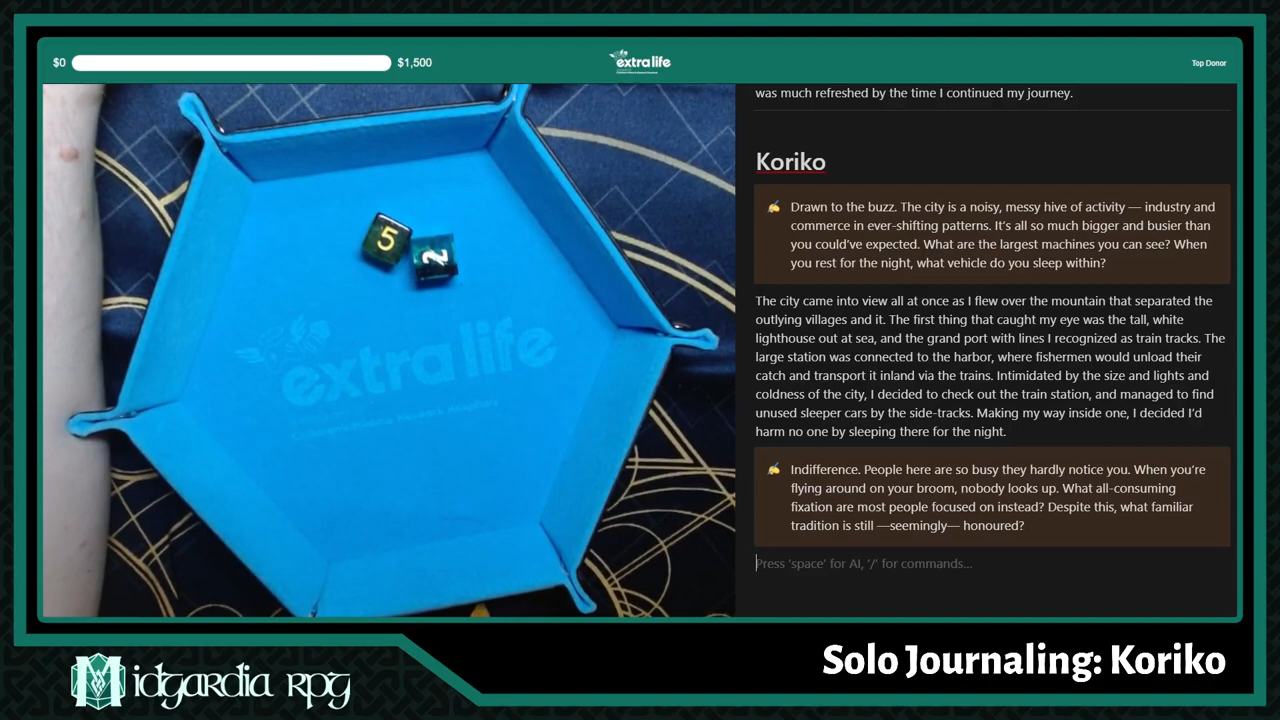 $0
$1,500
extralife
Top Donor
was much refreshed by the time I continued my journey.
Koriko
Drawn to the buzz. The city is a noisy, messy hive of activity — industry and
commerce in ever-shifting patterns. It's all so much bigger and busier than
you could've expected. What are the largest machines you can see? When
you rest for the night, what vehicle do you sleep within?
The city came into view all at once as I flew over the mountain that separated the
outlying villages and it. The first thing that caught my eye was the tall, white
lighthouse out at sea, and the grand port with lines I recognized as train tracks. The
large station was connected to the harbor, where fishermen would unload their
catch and transport it inland via the trains. Intimidated by the size and lights and
coldness of the city, I decided to check out the train station, and managed to find
unused sleeper cars by the side-tracks. Making my way inside one, I decided I'd
harm no one by sleeping there for the night.
Indifference. People here are so busy they hardly notice you. When you're
flying around on your broom, nobody looks up. What all-consuming
fixation are most people focused on instead? Despite this, what familiar
tradition is still —seemingly— honoured?
Press 'space' for AI, '/' for commands...
5
2
extralife
Midgardia RPG
Solo Journaling: Koriko